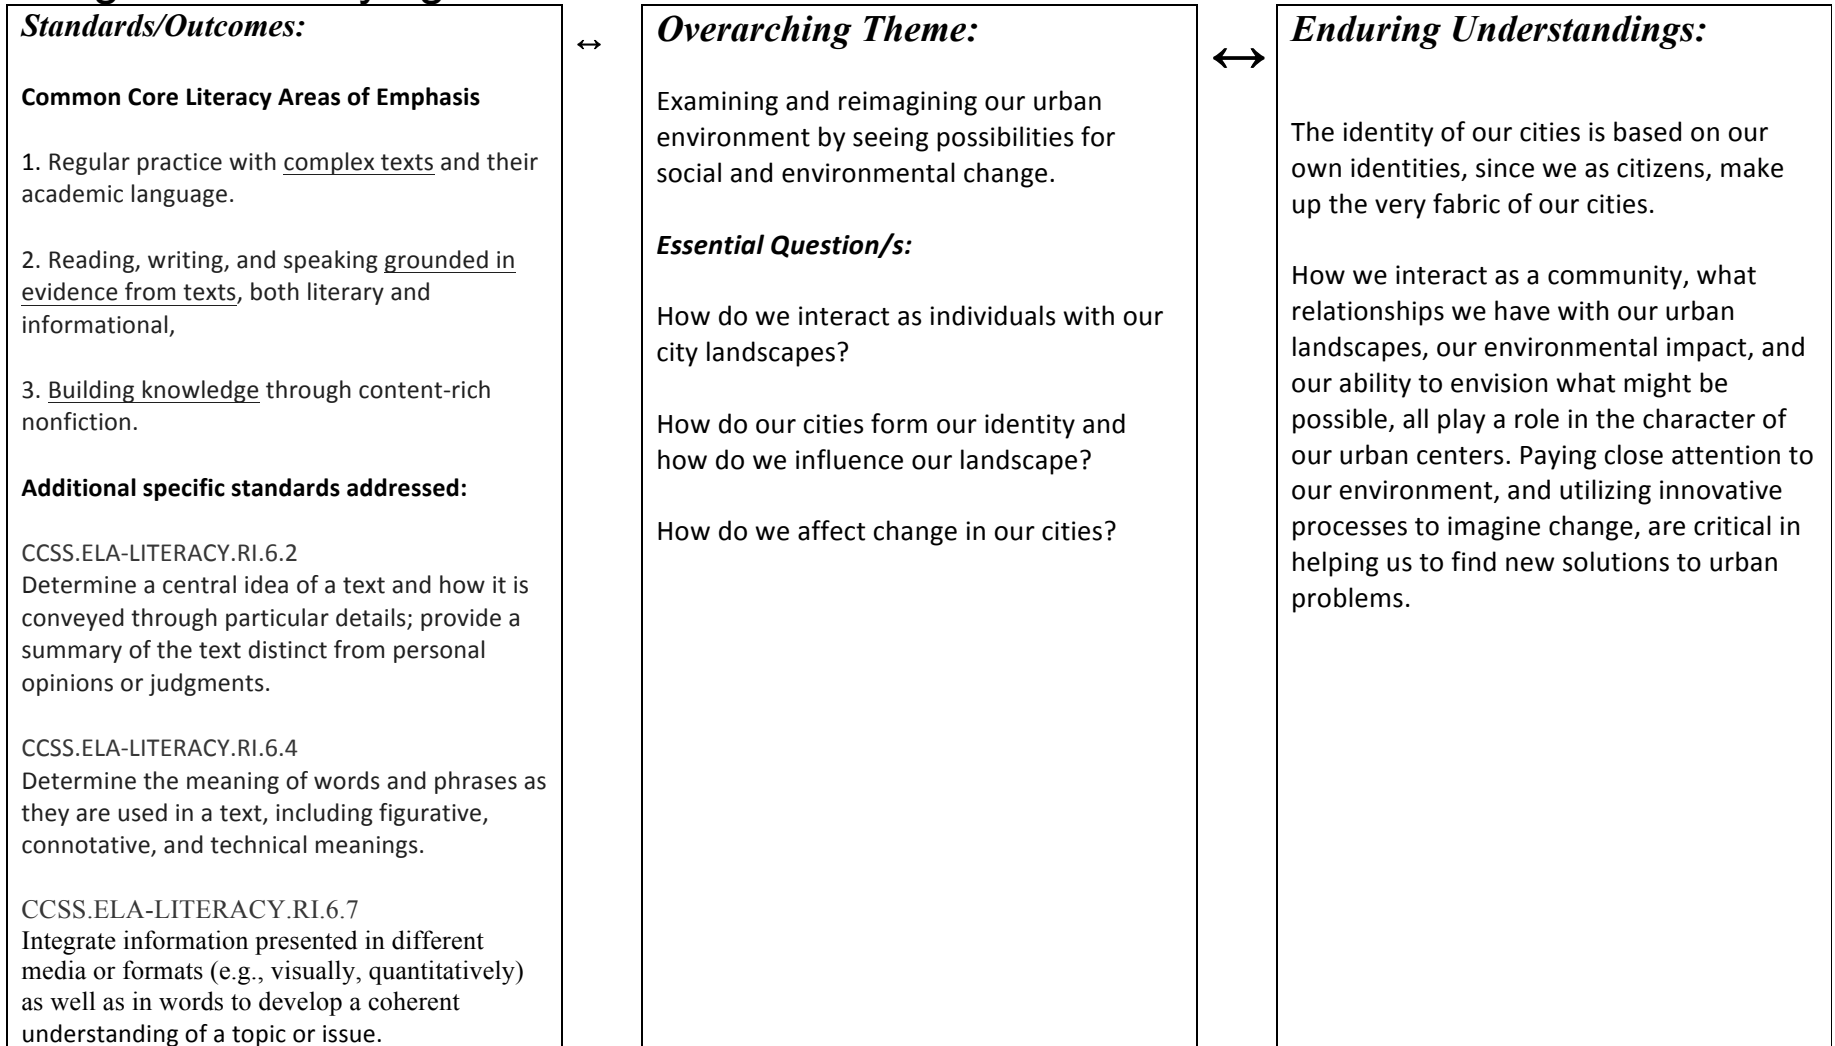 Standards/Outcomes:
Common Core Literacy Areas of Emphasis
1. Regular practice with complex texts and their
academic language.
2. Reading, writing, and speaking grounded in
evidence from texts, both literary and
informational,
3. Building knowledge through content-rich
nonfiction.
Additional specific standards addressed:
CCSS.ELA-LITERACY.RI.6.2
Determine a central idea of a text and how it is
conveyed through particular details; provide a
summary of the text distinct from personal
opinions or judgments.
CCSS.ELA-LITERACY.RI.6.4
Determine the meaning of words and phrases as
they are used in a text, including figurative,
connotative, and technical meanings.
CCSS.ELA-LITERACY.RI.6.7
Integrate information presented in different
media or formats (e.g., visually, quantitatively)
as well as in words to develop a coherent
understanding of a topic or issue.
↔
Overarching Theme:
Examining and reimagining our urban
environment by seeing possibilities for
social and environmental change.
Essential Question/s:
How do we interact as individuals with our
city landscapes?
How do our cities form our identity and
how do we influence our landscape?
How do we affect change in our cities?
↔
Enduring Understandings:
The identity of our cities is based on our
own identities, since we as citizens, make
up the very fabric of our cities.
How we interact as a community, what
relationships we have with our urban
landscapes, our environmental impact, and
our ability to envision what might be
possible, all play a role in the character of
our urban centers. Paying close attention to
our environment, and utilizing innovative
processes to imagine change, are critical in
helping us to find new solutions to urban
problems.